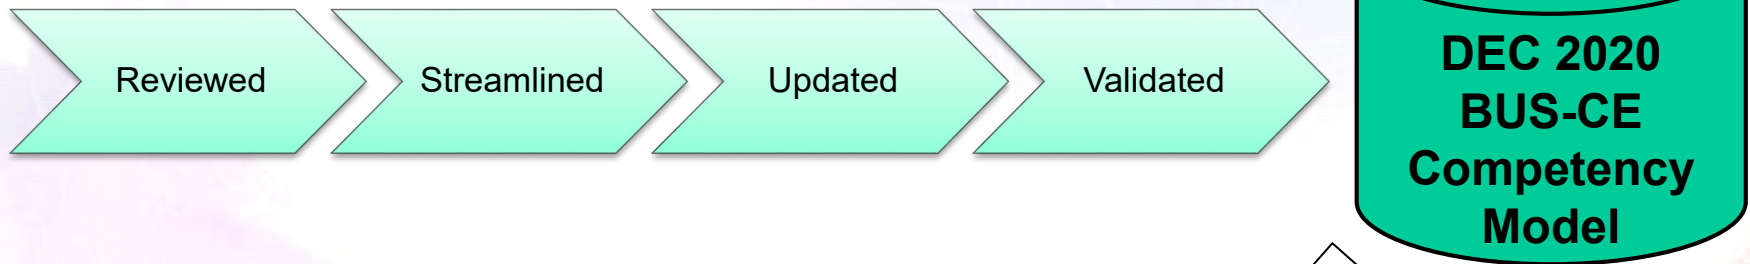 Reviewed
Streamlined
Updated
Validated
DEC 2020
BUS-CE
Competency
Model